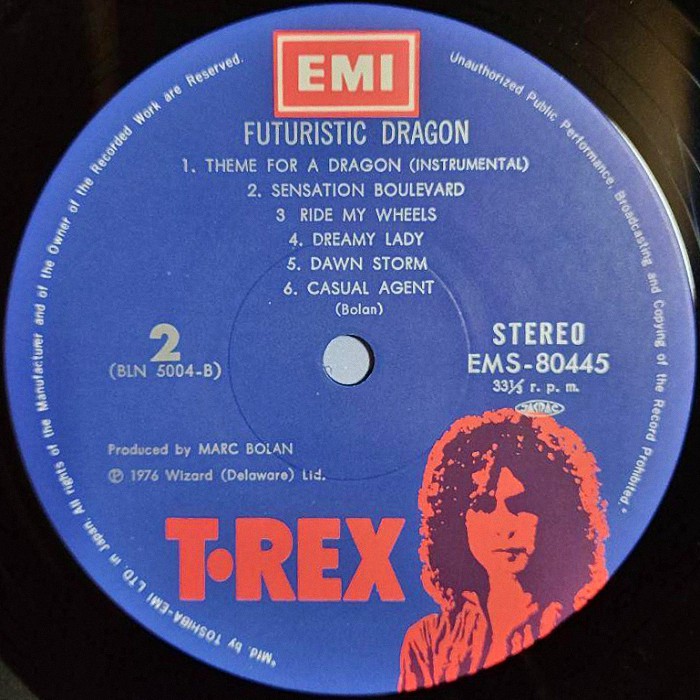 EMI
FUTURISTIC DRAGON
1. THEME FOR A DRAGON (INSTRUMENTAL)
2. SENSATION BOULEVARD
3 RIDE MY WHEELS
4. DREAMY LADY
5. DAWN STORM
6. CASUAL AGENT
(Bolan)
2
(BLN 5004-B)
STEREO
EMS-80445
33⅓ r. p. m.
JASRAC
Produced by MARC BOLAN
℗ 1976 Wizard (Delaware) Ltd.
T·REX
"Mfd. by TOSHIBA-EMI LTD. in Japan. All rights of the Manufacturer and of the Owner of the Recorded Work are Reserved.
Unauthorized Public Performance, Broadcasting and Copying of the Record Prohibited."